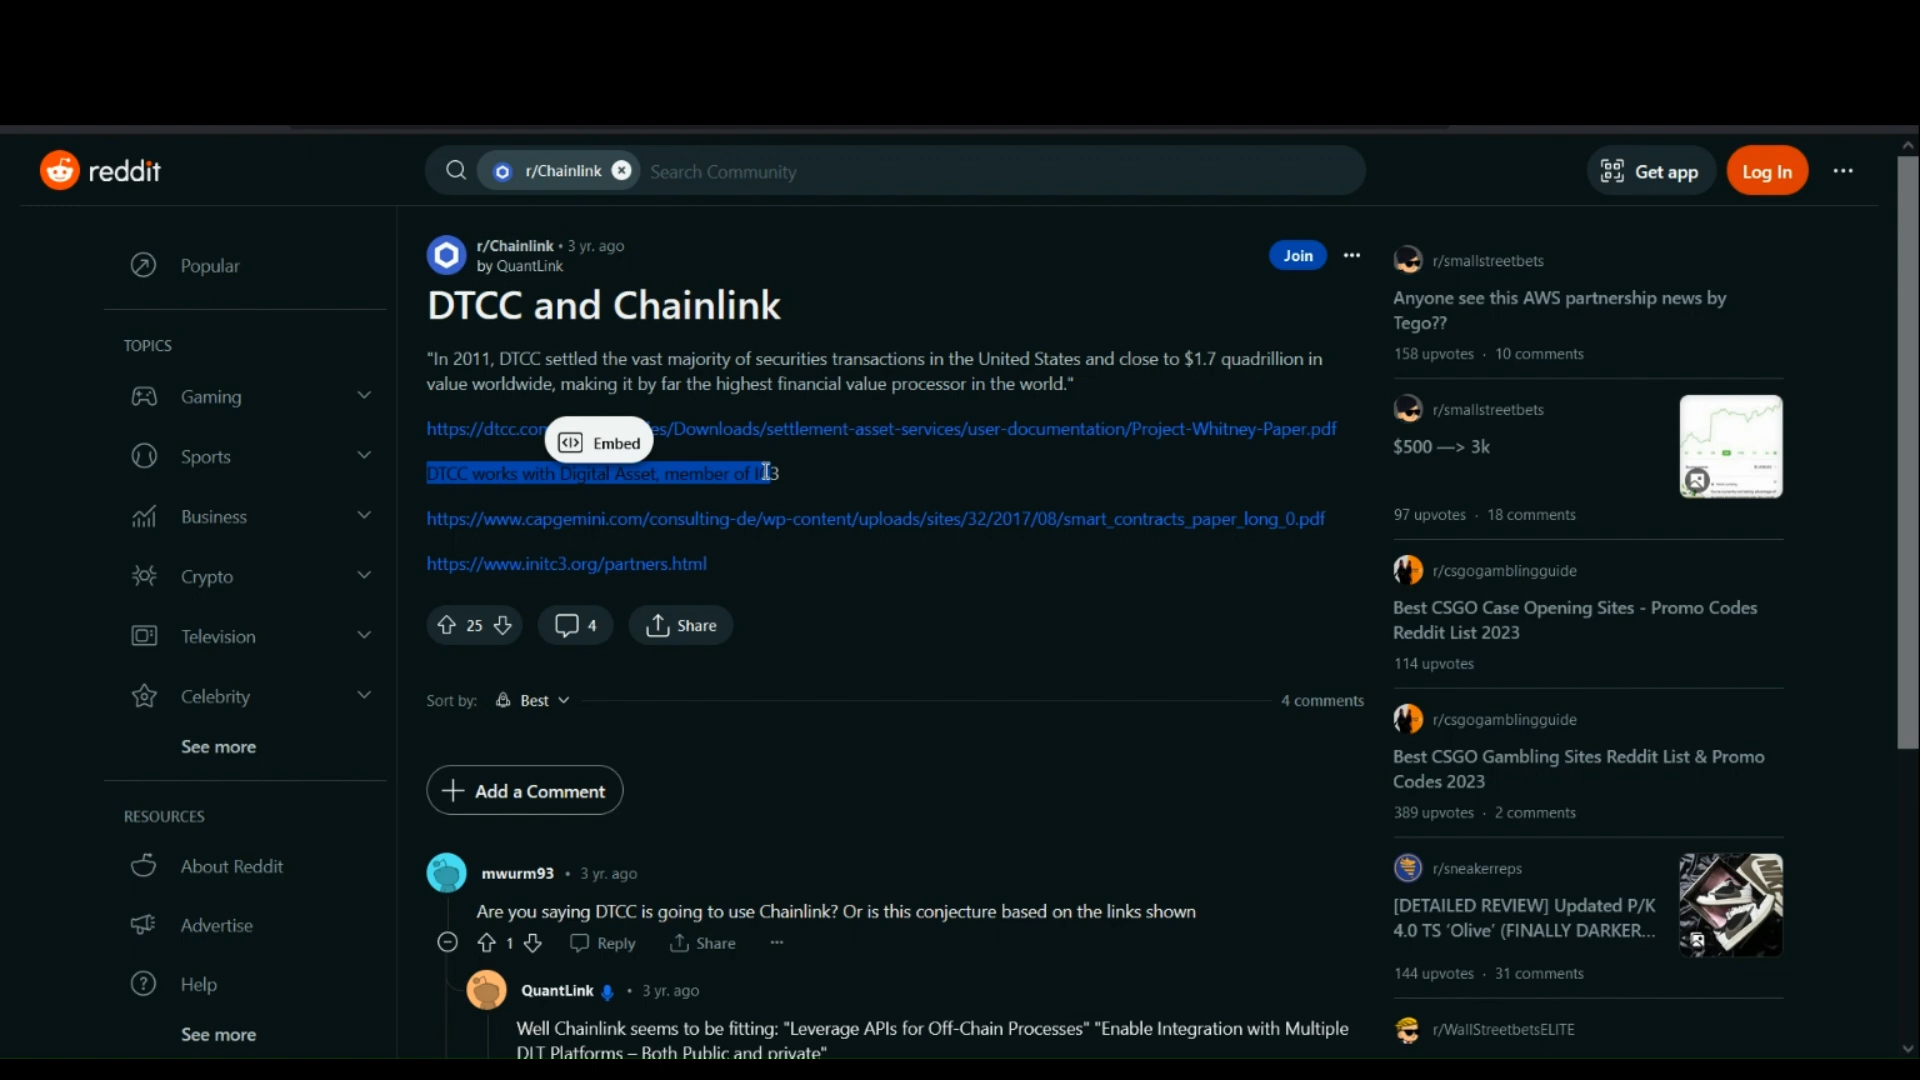 reddit
r/Chainlink
Search Community
Get app
Log In
Popular
TOPICS
Gaming
Sports
Business
Crypto
Television
Celebrity
See more
RESOURCES
About Reddit
Advertise
Help
See more
r/Chainlink • 3 yr. ago
by QuantLink
Join
DTCC and Chainlink
"In 2011, DTCC settled the vast majority of securities transactions in the United States and close to $1.7 quadrillion in
value worldwide, making it by far the highest financial value processor in the world."
https://dtcc.com es/Downloads/settlement-asset-services/user-documentation/Project-Whitney-Paper.pdf
Embed
DTCC works with Digital Asset, member of IC3
https://www.capgemini.com/consulting-de/wp-content/uploads/sites/32/2017/08/smart_contracts_paper_long_0.pdf
https://www.initc3.org/partners.html
25
4
Share
Sort by: Best
4 comments
Add a Comment
mwurm93 • 3 yr. ago
Are you saying DTCC is going to use Chainlink? Or is this conjecture based on the links shown
1
Reply
Share
QuantLink • 3 yr. ago
Well Chainlink seems to be fitting: "Leverage APIs for Off-Chain Processes" "Enable Integration with Multiple
DLT Platforms – Both Public and private"
r/smallstreetbets
Anyone see this AWS partnership news by
Tego??
158 upvotes · 10 comments
r/smallstreetbets
$500 —> 3k
97 upvotes · 18 comments
r/csgogamblingguide
Best CSGO Case Opening Sites - Promo Codes
Reddit List 2023
114 upvotes
r/csgogamblingguide
Best CSGO Gambling Sites Reddit List & Promo
Codes 2023
389 upvotes · 2 comments
r/sneakerreps
[DETAILED REVIEW] Updated P/K
4.0 TS 'Olive' (FINALLY DARKER...
144 upvotes · 31 comments
r/WallStreetbetsELITE